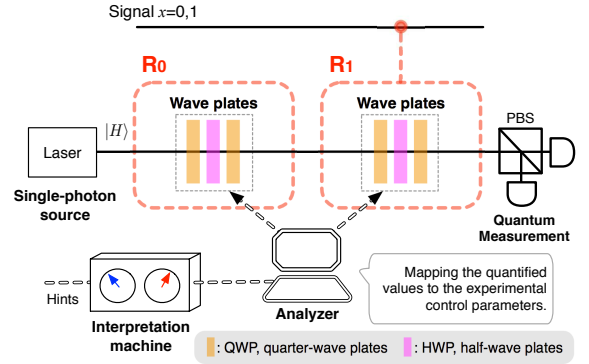 Signal x=0,1
R0
R1
Wave plates
Wave plates
PBS
|H⟩
Laser
Single-photon
source
Quantum
Measurement
Hints
Analyzer
Mapping the quantified
values to the experimental
control parameters.
Interpretation
machine
: QWP, quarter-wave plates
: HWP, half-wave plates